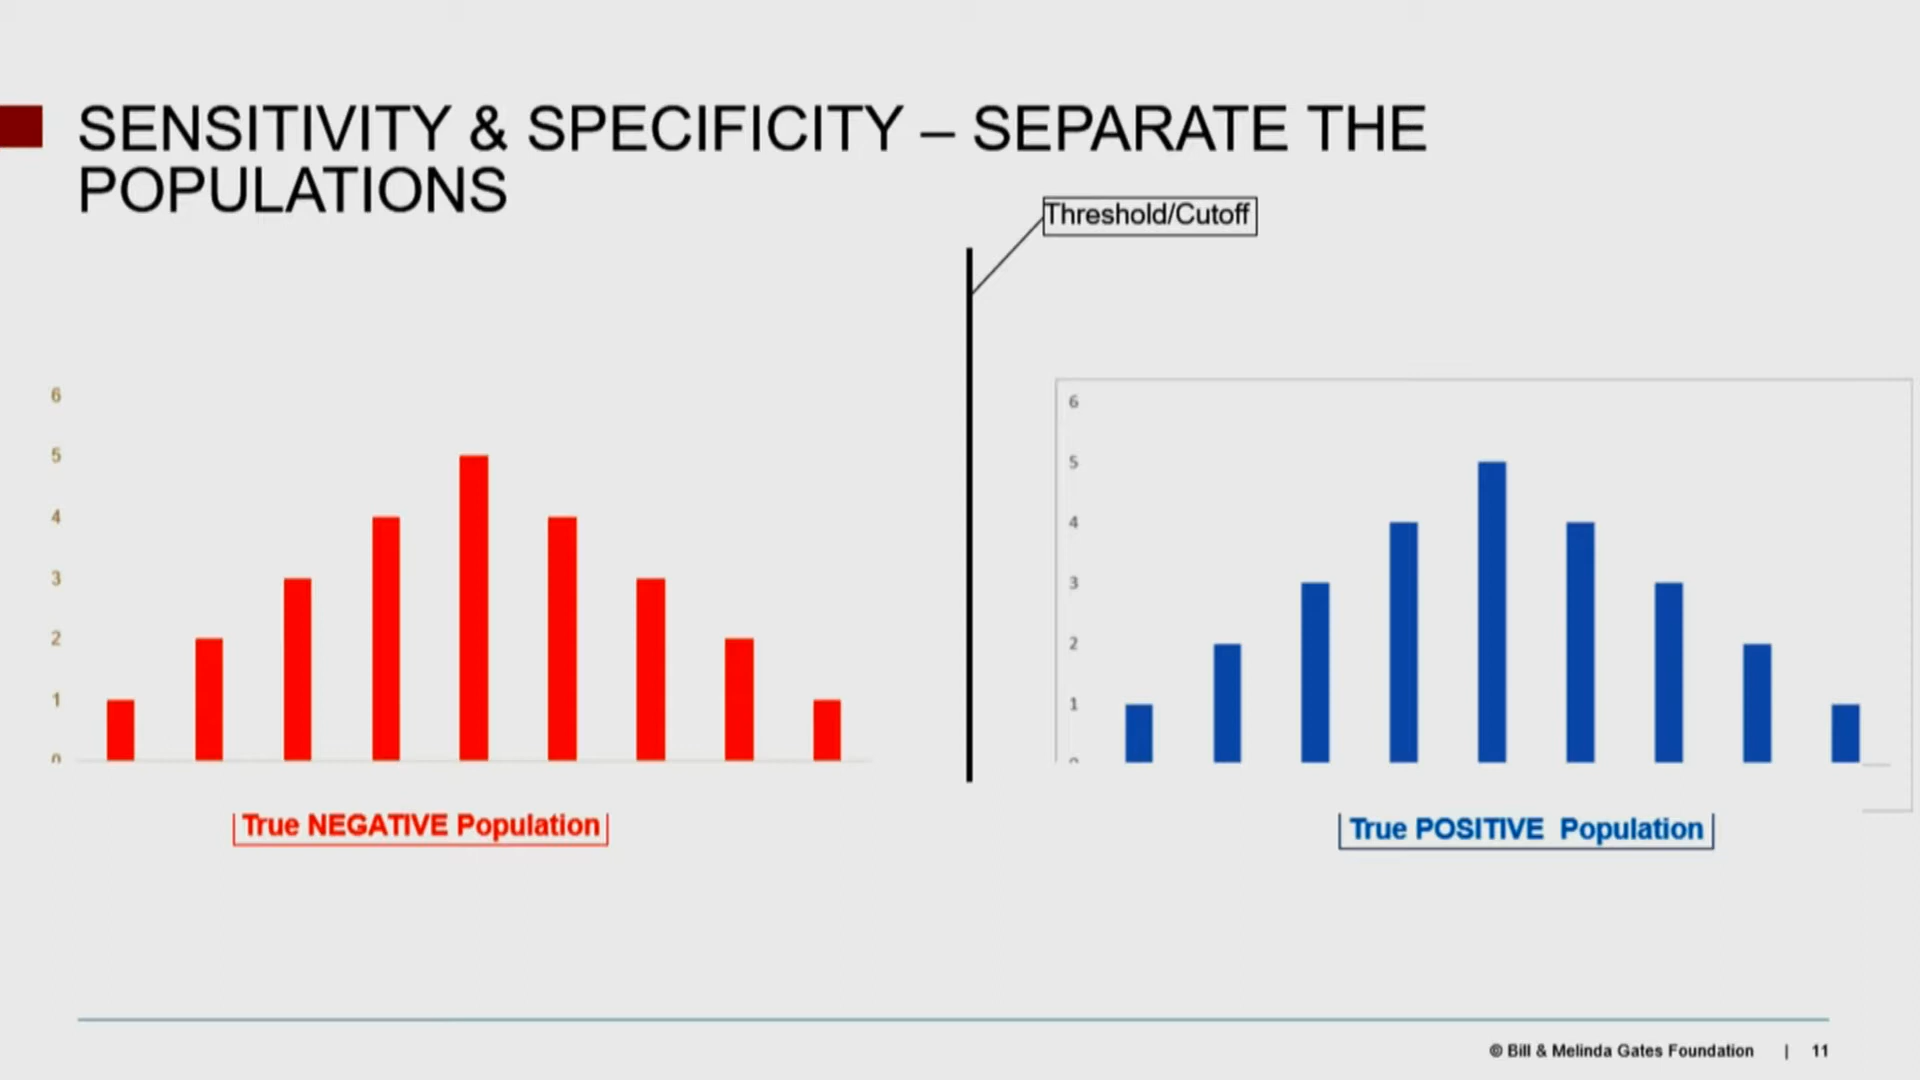 SENSITIVITY & SPECIFICITY – SEPARATE THE
POPULATIONS
Threshold/Cutoff
6
5
4
3
2
1
0
True NEGATIVE Population
6
5
4
3
2
1
True POSITIVE Population
© Bill & Melinda Gates Foundation | 11